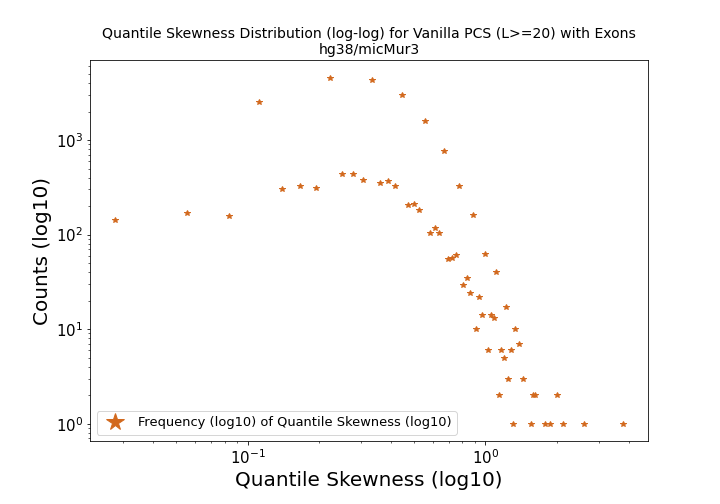 Quantile Skewness Distribution (log-log) for Vanilla PCS (L>=20) with Exons
hg38/micMur3
10³
10²
10¹
10⁰
Counts (log10)
Frequency (log10) of Quantile Skewness (log10)
10⁻¹ 10⁰
Quantile Skewness (log10)